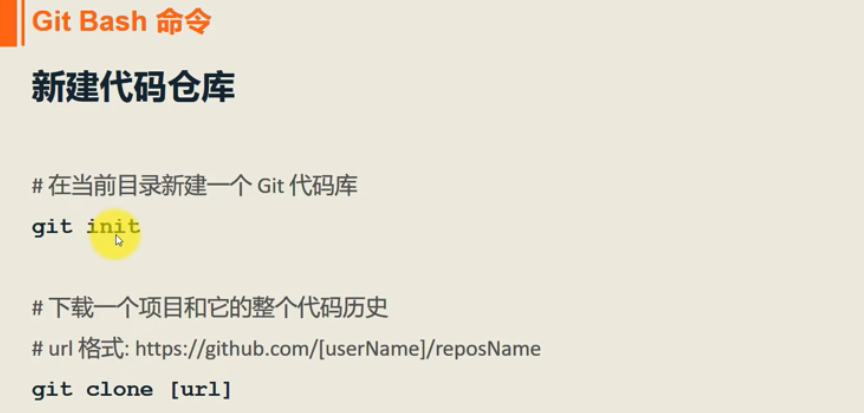 Git Bash 命令
新建代码仓库
# 在当前目录新建一个 Git 代码库
git init
# 下载一个项目和它的整个代码历史
# url 格式: https://github.com/[userName]/reposName
git clone [url]